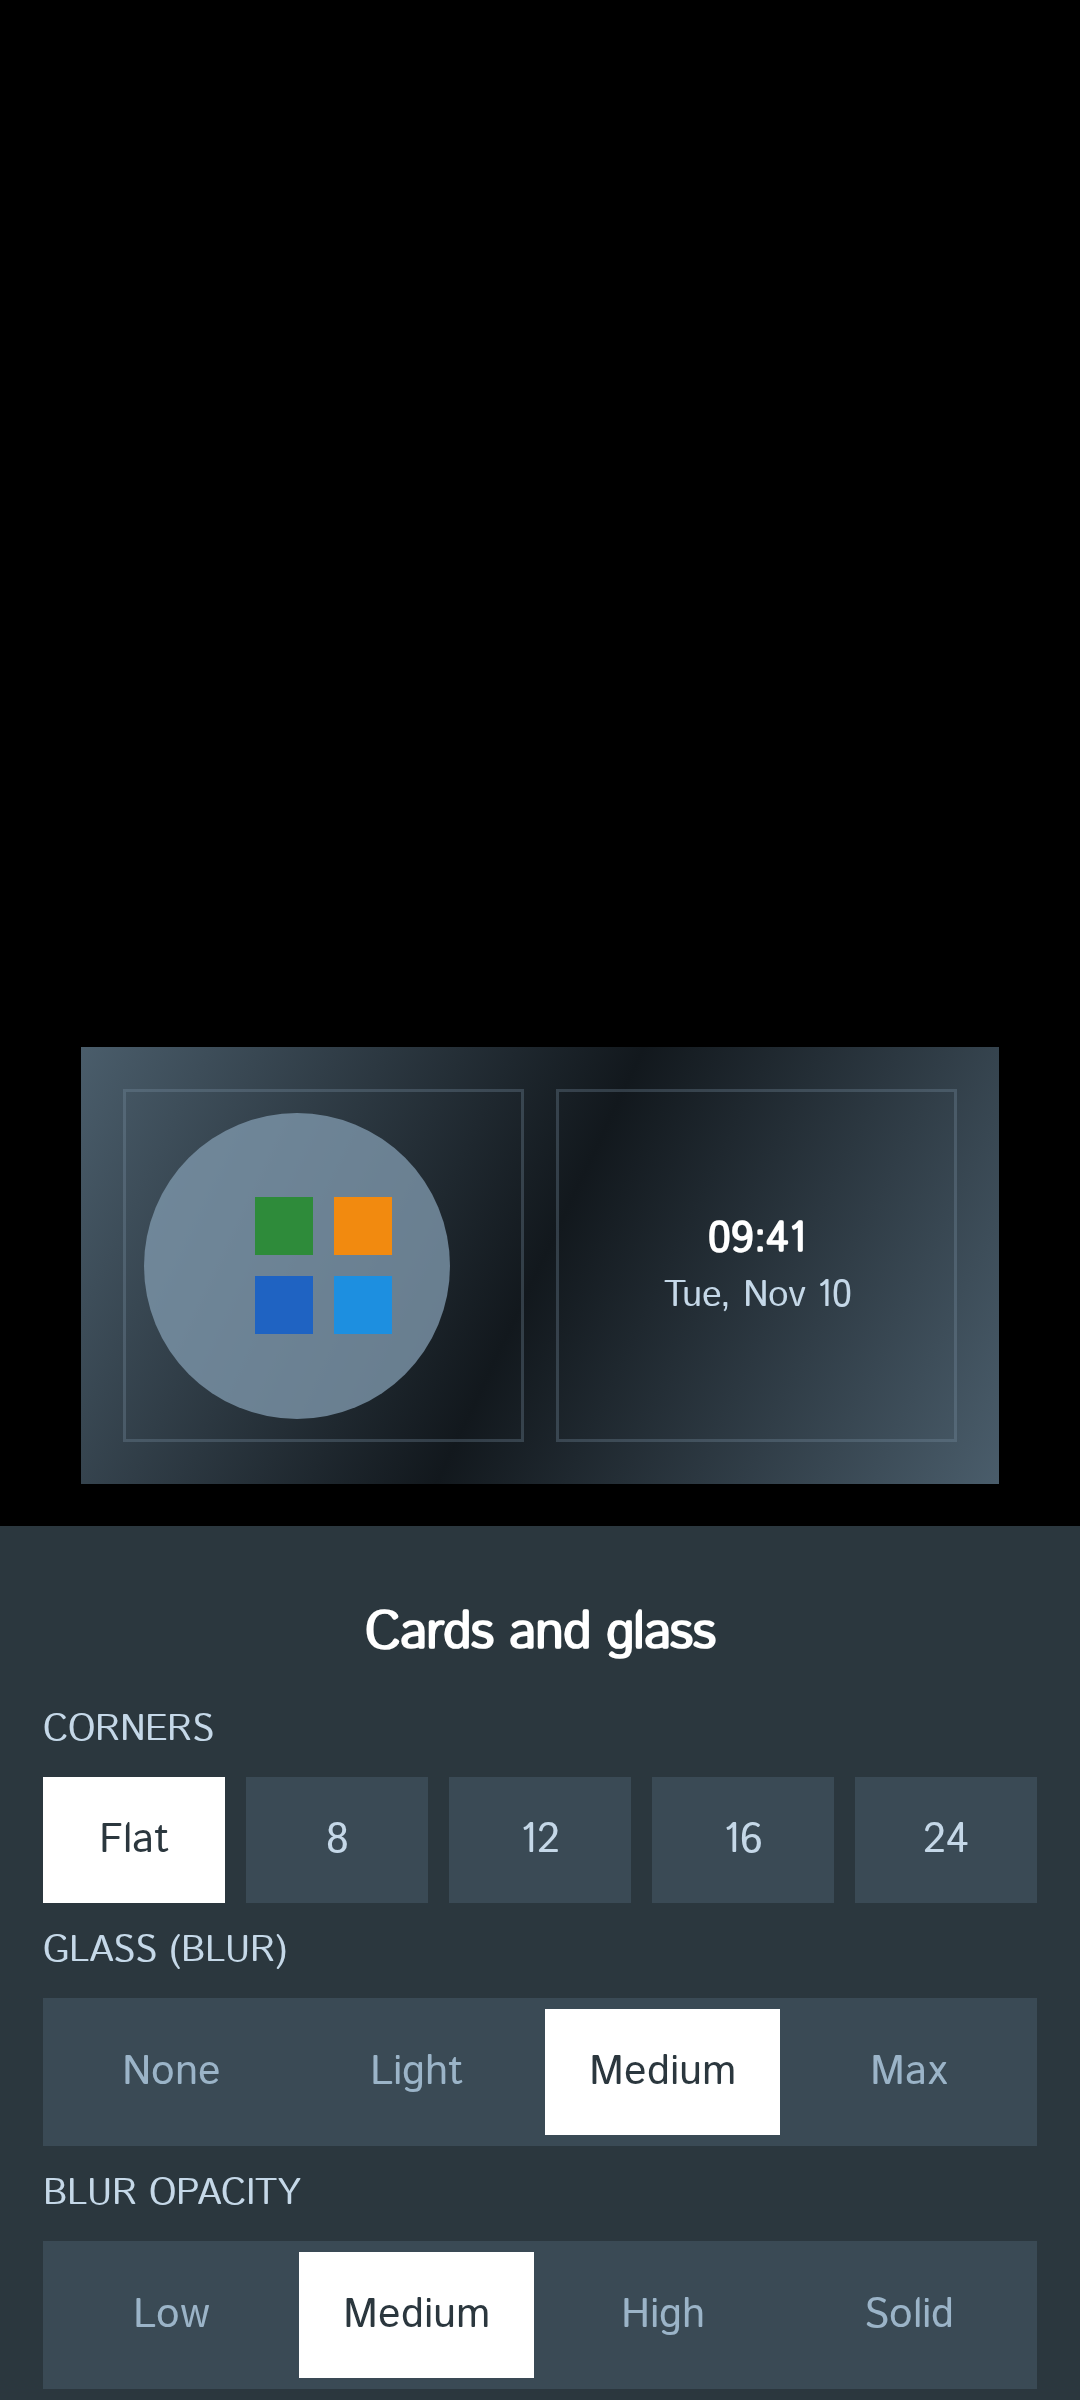 09:41
Tue, Nov 10
Cards and glass
CORNERS
Flat 8 12 16 24
GLASS (BLUR)
None Light Medium Max
BLUR OPACITY
Low Medium High Solid